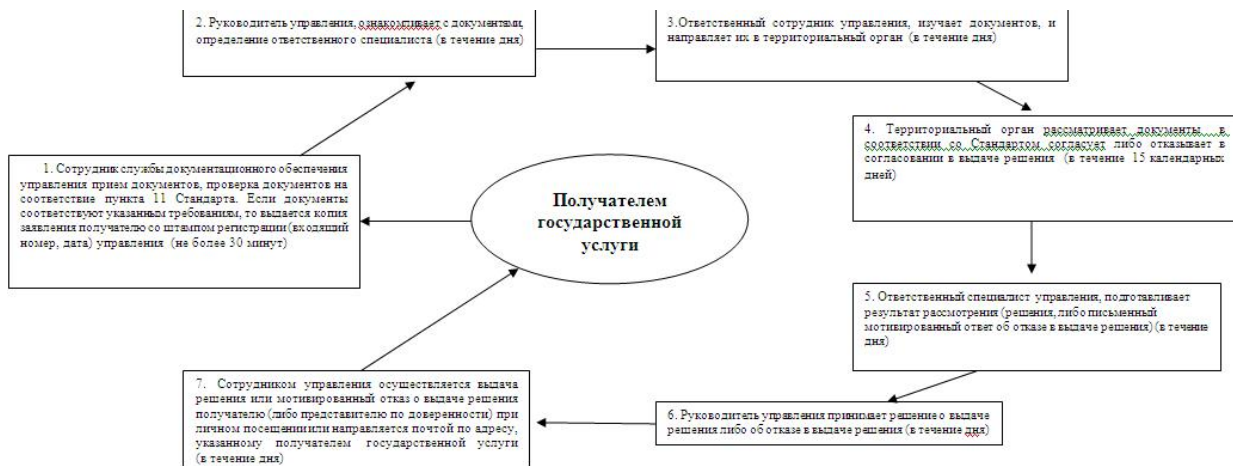 2. Руководитель управления, ознакомливает с документами,
определение ответственного специалиста (в течение дня)
3.Ответственный сотрудник управления, изучает документов, и
направляет их в территориальный орган (в течение дня)
4. Территориальный орган рассматривает документы в
соответствии со Стандартом согласует либо отказывает в
согласовании в выдаче решения (в течение 15 календарных
дней)
1. Сотрудник службы документационного обеспечения
управления прием документов, проверка документов на
соответствие пункта 11 Стандарта. Если документы
соответствуют указанным требованиям, то выдается копия
заявления получателю со штампом регистрации (входящий
номер, дата) управления (не более 30 минут)
Получателем
государственной
услуги
5. Ответственный специалист управления, подготавливает
результат рассмотрения (решения, либо письменный
мотивированный ответ об отказе в выдаче решения) (в течение
дня)
7. Сотрудником управления осуществляется выдача
решения или мотивированный отказ о выдаче решения
получателю (либо представителю по доверенности) при
личном посещении или направляется почтой по адресу,
указанному получателем государственной услуги
(в течение дня)
6. Руководитель управления принимает решение о выдаче
решения либо об отказе в выдаче решения (в течение дня)